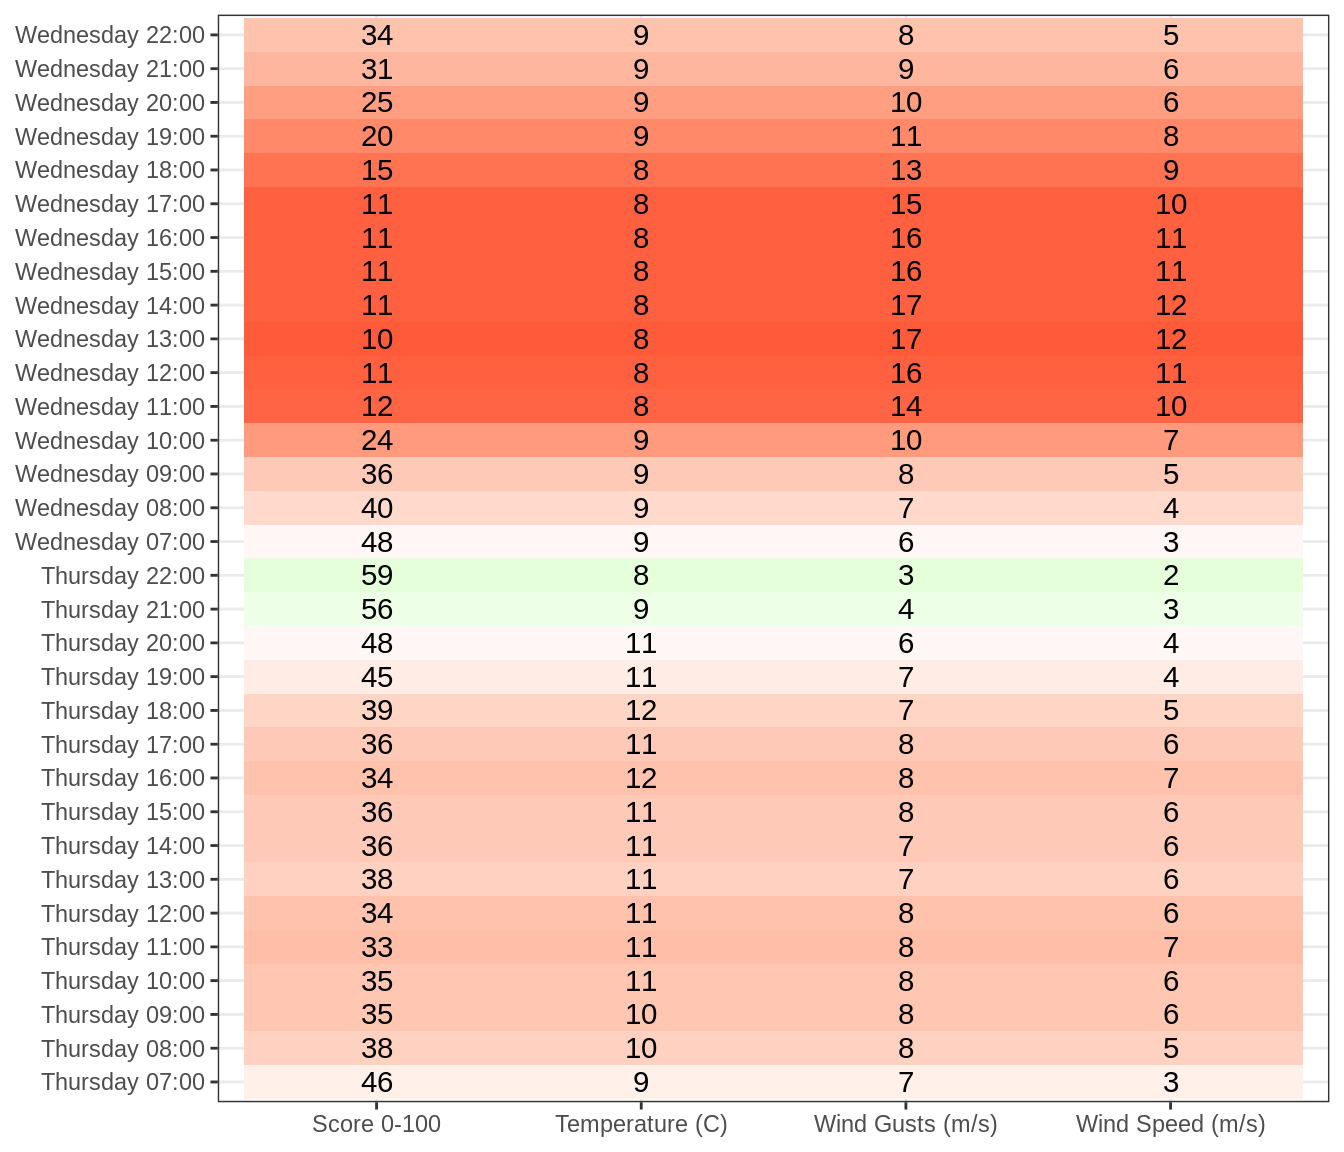 Wednesday 22:00 34 9 8 5
Wednesday 21:00 31 9 9 6
Wednesday 20:00 25 9 10 6
Wednesday 19:00 20 9 11 8
Wednesday 18:00 15 8 13 9
Wednesday 17:00 11 8 15 10
Wednesday 16:00 11 8 16 11
Wednesday 15:00 11 8 16 11
Wednesday 14:00 11 8 17 12
Wednesday 13:00 10 8 17 12
Wednesday 12:00 11 8 16 11
Wednesday 11:00 12 8 14 10
Wednesday 10:00 24 9 10 7
Wednesday 09:00 36 9 8 5
Wednesday 08:00 40 9 7 4
Wednesday 07:00 48 9 6 3
Thursday 22:00 59 8 3 2
Thursday 21:00 56 9 4 3
Thursday 20:00 48 11 6 4
Thursday 19:00 45 11 7 4
Thursday 18:00 39 12 7 5
Thursday 17:00 36 11 8 6
Thursday 16:00 34 12 8 7
Thursday 15:00 36 11 8 6
Thursday 14:00 36 11 7 6
Thursday 13:00 38 11 7 6
Thursday 12:00 34 11 8 6
Thursday 11:00 33 11 8 7
Thursday 10:00 35 11 8 6
Thursday 09:00 35 10 8 6
Thursday 08:00 38 10 8 5
Thursday 07:00 46 9 7 3
Score 0-100 Temperature (C) Wind Gusts (m/s) Wind Speed (m/s)